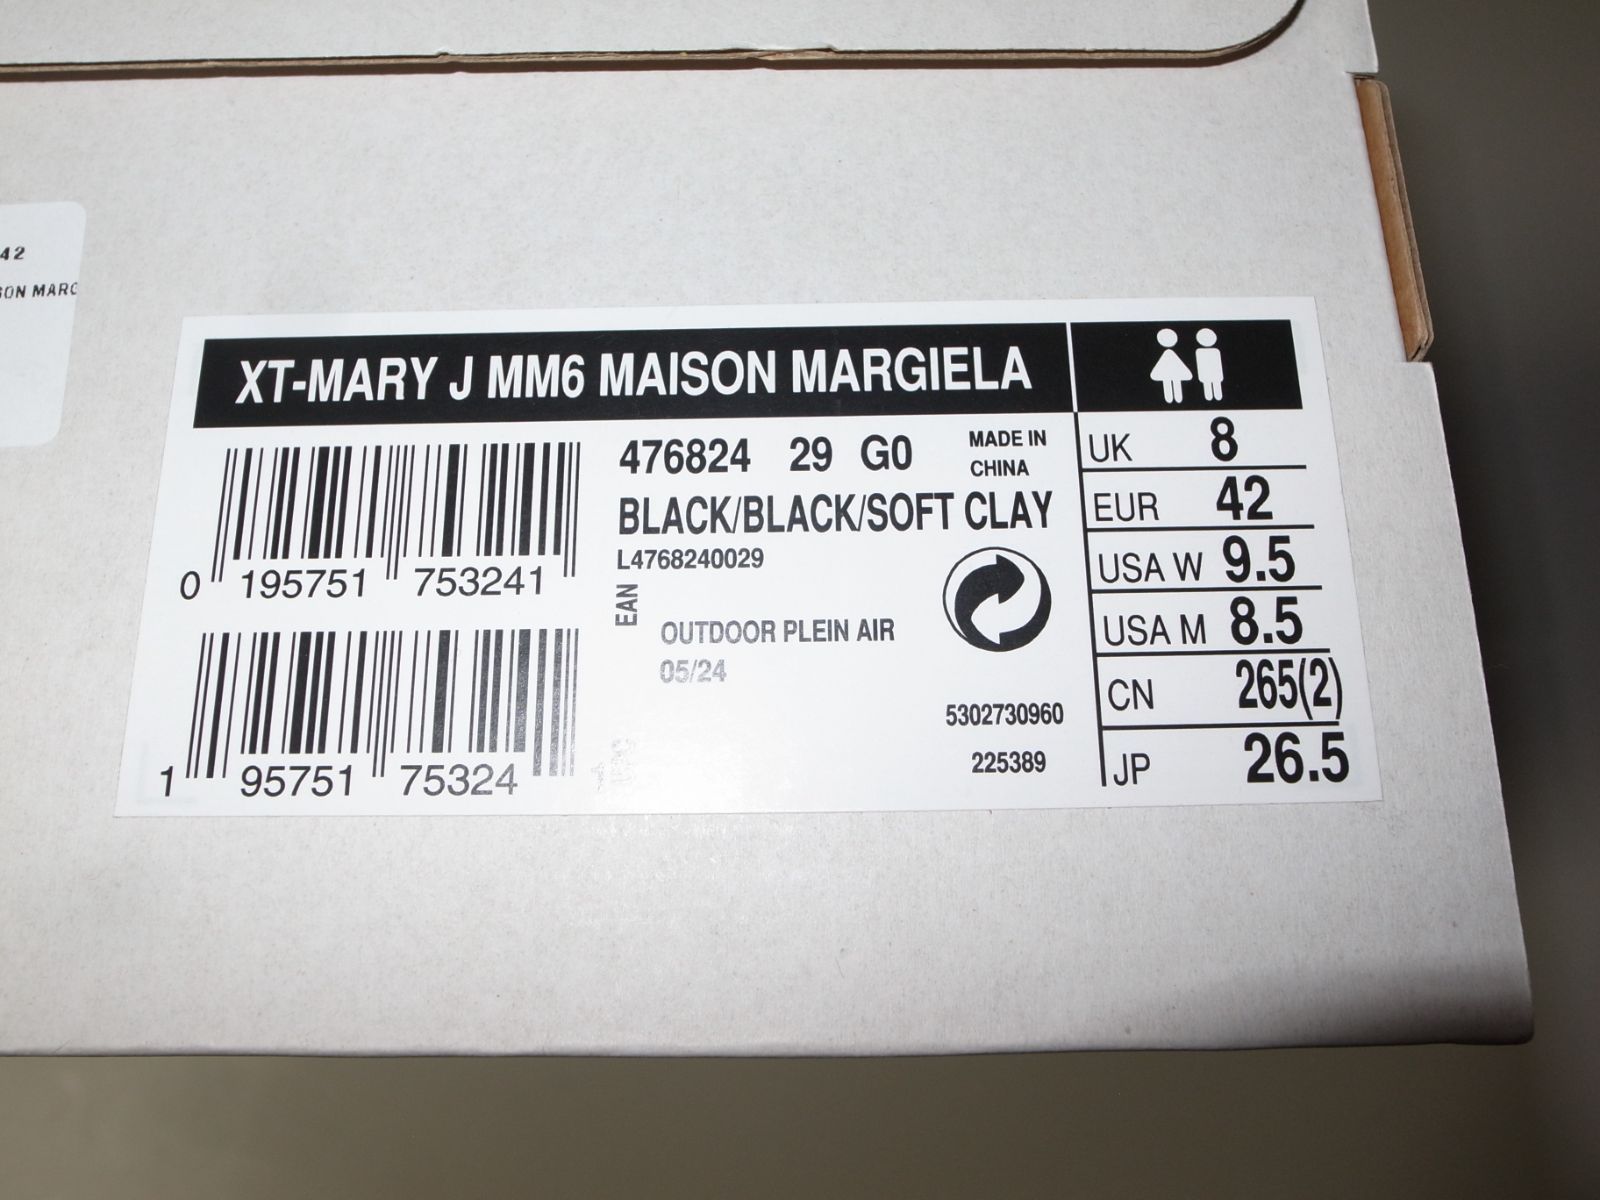 42
SON MARG
XT-MARY J MM6 MAISON MARGIELA
476824 29 G0
MADE IN
CHINA
BLACK/BLACK/SOFT CLAY
L4768240029
EAN
0 195751 753241
OUTDOOR PLEIN AIR
05/24
UPC
1 95751 75324
5302730960
225389
UK 8
EUR 42
USA W 9.5
USA M 8.5
CN 265(2)
JP 26.5